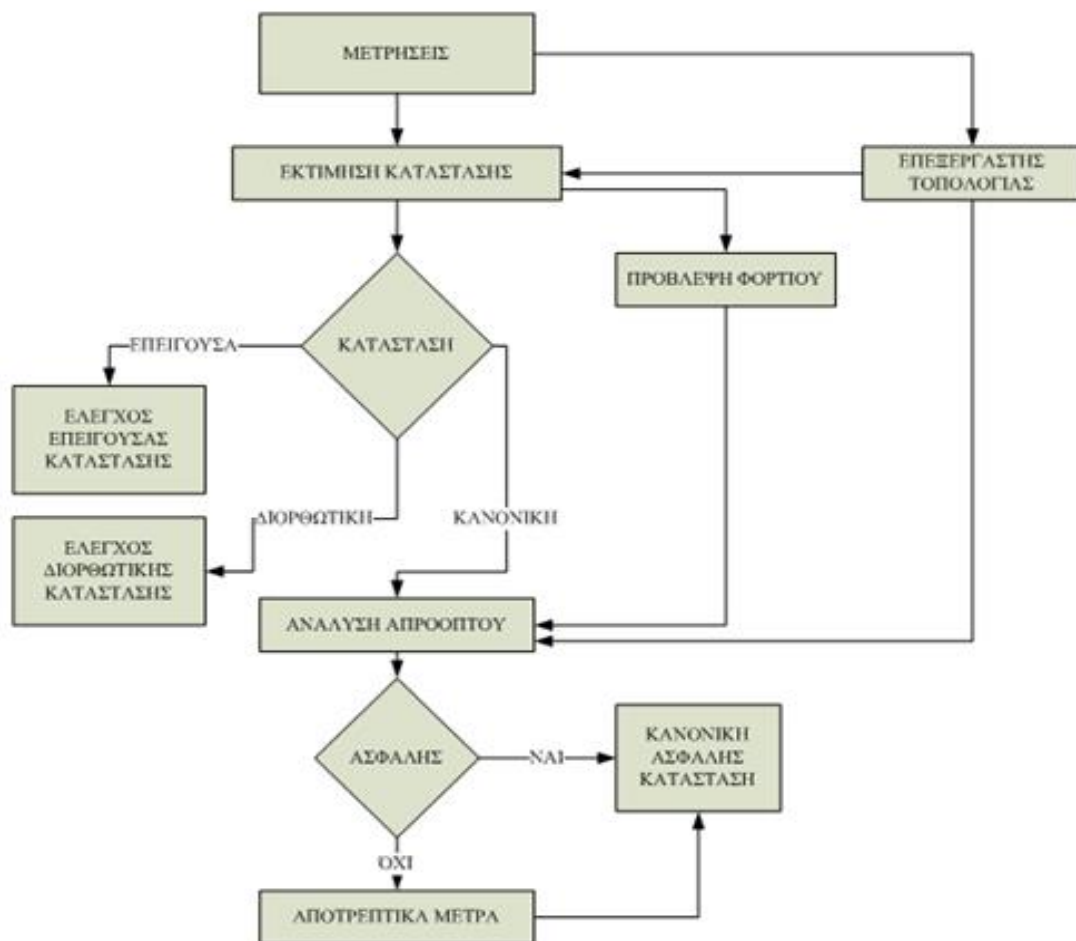 ΜΕΤΡΗΣΕΙΣ
ΕΚΤΙΜΗΣΗ ΚΑΤΑΣΤΑΣΗΣ
ΕΠΕΞΕΡΓΑΣΤΗΣ
ΤΟΠΟΛΟΓΙΑΣ
ΠΡΟΒΛΕΨΗ ΦΟΡΤΙΟΥ
ΚΑΤΑΣΤΑΣΗ
ΕΠΕΙΓΟΥΣΑ
ΕΛΕΓΧΟΣ
ΕΠΕΙΓΟΥΣΑΣ
ΚΑΤΑΣΤΑΣΗΣ
ΔΙΟΡΘΩΤΙΚΗ
ΚΑΝΟΝΙΚΗ
ΕΛΕΓΧΟΣ
ΔΙΟΡΘΩΤΙΚΗΣ
ΚΑΤΑΣΤΑΣΗΣ
ΑΝΑΛΥΣΗ ΑΠΡΟΟΠΤΟΥ
ΑΣΦΑΛΗΣ
ΝΑΙ
ΚΑΝΟΝΙΚΗ
ΑΣΦΑΛΗΣ
ΚΑΤΑΣΤΑΣΗ
ΌΧΙ
ΑΠΟΤΡΕΠΤΙΚΑ ΜΕΤΡΑ